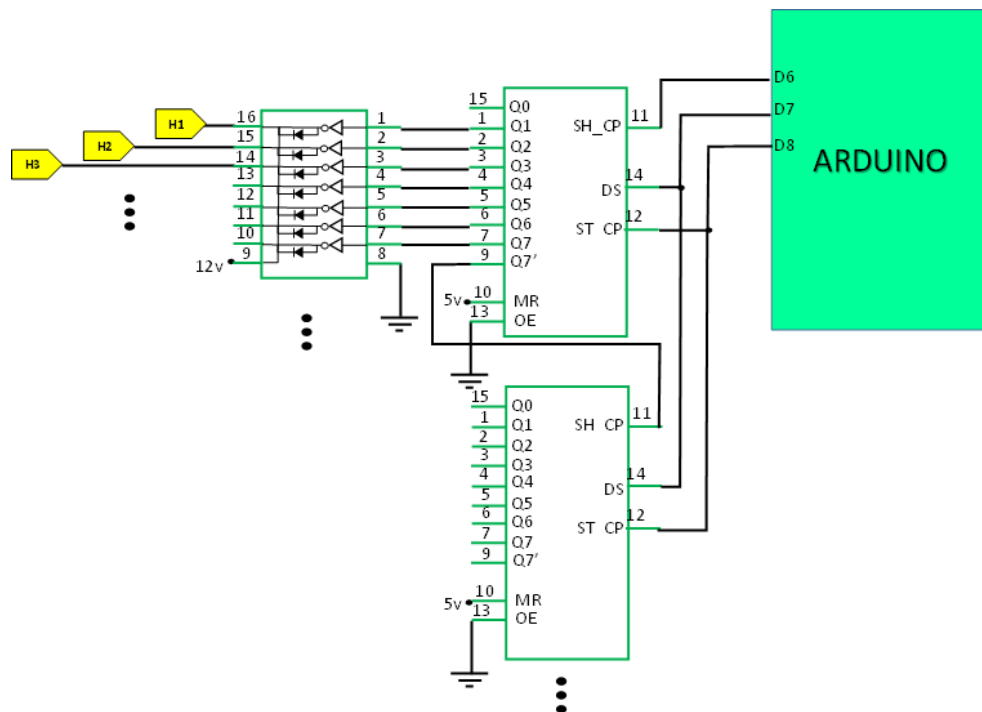 H1
H2
H3
16
15
14
13
12
11
10
9
12v
1
2
3
4
5
6
7
8
15
1
2
3
4
5
6
7
9
10
13
5v
Q0
Q1
Q2
Q3
Q4
Q5
Q6
Q7
Q7'
MR
OE
SH_CP
DS
ST CP
11
14
12
D6
D7
D8
ARDUINO
15
1
2
3
4
5
6
7
9
10
13
5v
Q0
Q1
Q2
Q3
Q4
Q5
Q6
Q7
Q7'
MR
OE
SH CP
DS
ST CP
11
14
12